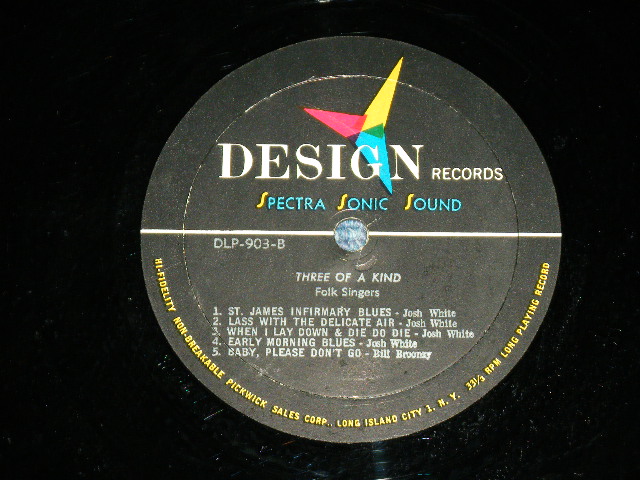 DESIGN RECORDS
SPECTRA SONIC SOUND
DLP-903-B
THREE OF A KIND
Folk Singers
1. ST. JAMES INFIRMARY BLUES - Josh White
2. LASS WITH THE DELICATE AIR - Josh White
3. WHEN I LAY DOWN & DIE DO DIE - Josh White
4. EARLY MORNING BLUES - Josh White
5. BABY, PLEASE DON'T GO - Bill Broonzy
HI-FIDELITY NON-BREAKABLE PICKWICK SALES CORP., LONG ISLAND CITY 1, N. Y. 33⅓ RPM LONG PLAYING RECORD